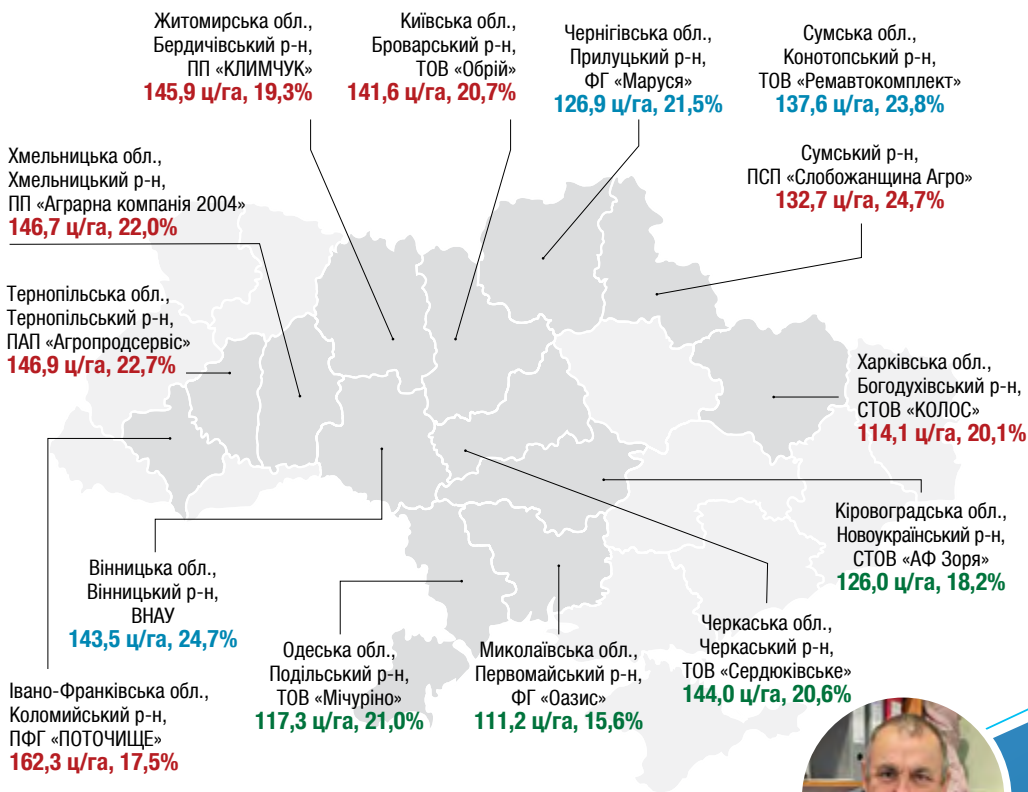 Житомирська обл.,
Бердичівський р-н,
ПП «КЛИМЧУК»
145,9 ц/га, 19,3%
Київська обл.,
Броварський р-н,
ТОВ «Обрій»
141,6 ц/га, 20,7%
Чернігівська обл.,
Прилуцький р-н,
ФГ «Маруся»
126,9 ц/га, 21,5%
Сумська обл.,
Конотопський р-н,
ТОВ «Ремавтокомплект»
137,6 ц/га, 23,8%
Сумський р-н,
ПСП «Слобожанщина Агро»
132,7 ц/га, 24,7%
Хмельницька обл.,
Хмельницький р-н,
ПП «Аграрна компанія 2004»
146,7 ц/га, 22,0%
Тернопільська обл.,
Тернопільський р-н,
ПАП «Агропродсервіс»
146,9 ц/га, 22,7%
Харківська обл.,
Богодухівський р-н,
СТОВ «КОЛОС»
114,1 ц/га, 20,1%
Кіровоградська обл.,
Новоукраїнський р-н,
СТОВ «АФ Зоря»
126,0 ц/га, 18,2%
Вінницька обл.,
Вінницький р-н,
ВНАУ
143,5 ц/га, 24,7%
Одеська обл.,
Подільський р-н,
ТОВ «Мічуріно»
117,3 ц/га, 21,0%
Миколаївська обл.,
Первомайський р-н,
ФГ «Оазис»
111,2 ц/га, 15,6%
Черкаська обл.,
Черкаський р-н,
ТОВ «Сердюківське»
144,0 ц/га, 20,6%
Івано-Франківська обл.,
Коломийський р-н,
ПФГ «ПОТОЧИЩЕ»
162,3 ц/га, 17,5%